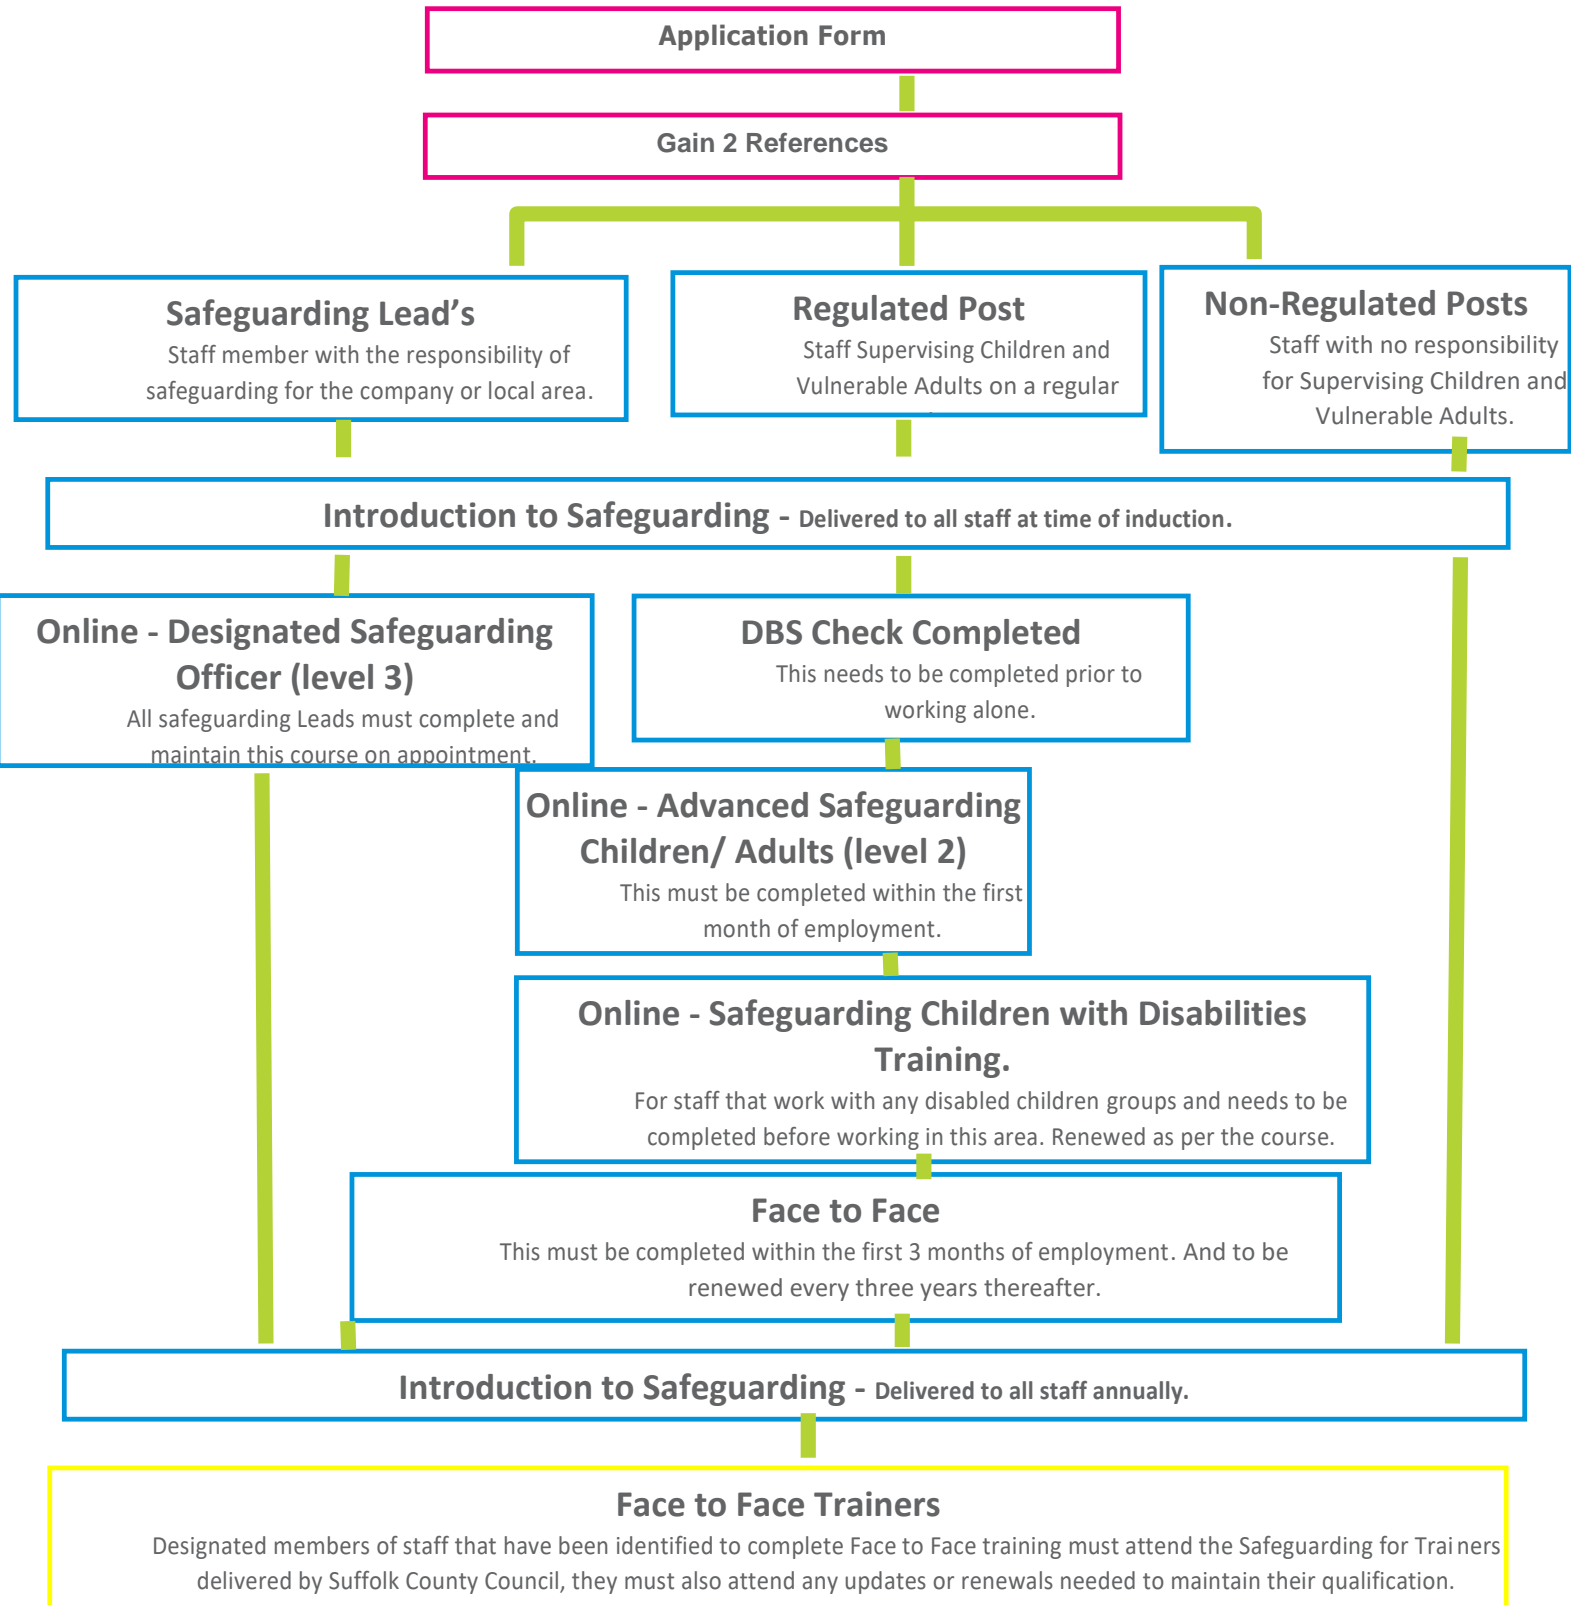 Application Form
Gain 2 References
Safeguarding Lead's
Staff member with the responsibility of
safeguarding for the company or local area.
Regulated Post
Staff Supervising Children and
Vulnerable Adults on a regular
Non-Regulated Posts
Staff with no responsibility
for Supervising Children and
Vulnerable Adults.
Introduction to Safeguarding - Delivered to all staff at time of induction.
Online - Designated Safeguarding
Officer (level 3)
All safeguarding Leads must complete and
maintain this course on appointment.
DBS Check Completed
This needs to be completed prior to
working alone.
Online - Advanced Safeguarding
Children/ Adults (level 2)
This must be completed within the first
month of employment.
Online - Safeguarding Children with Disabilities
Training.
For staff that work with any disabled children groups and needs to be
completed before working in this area. Renewed as per the course.
Face to Face
This must be completed within the first 3 months of employment. And to be
renewed every three years thereafter.
Introduction to Safeguarding - Delivered to all staff annually.
Face to Face Trainers
Designated members of staff that have been identified to complete Face to Face training must attend the Safeguarding for Trainers
delivered by Suffolk County Council, they must also attend any updates or renewals needed to maintain their qualification.